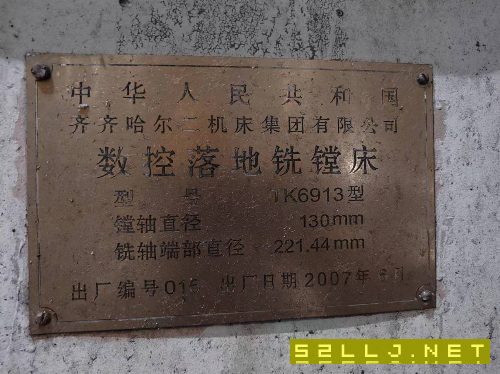 中华人民共和国
齐齐哈尔二机床集团有限公司
数控落地铣镗床
型号 TK6913型
镗轴直径 130mm
铣轴端部直径 221.44mm
出厂编号 出厂日期 2007年 月
52LLJ.NET